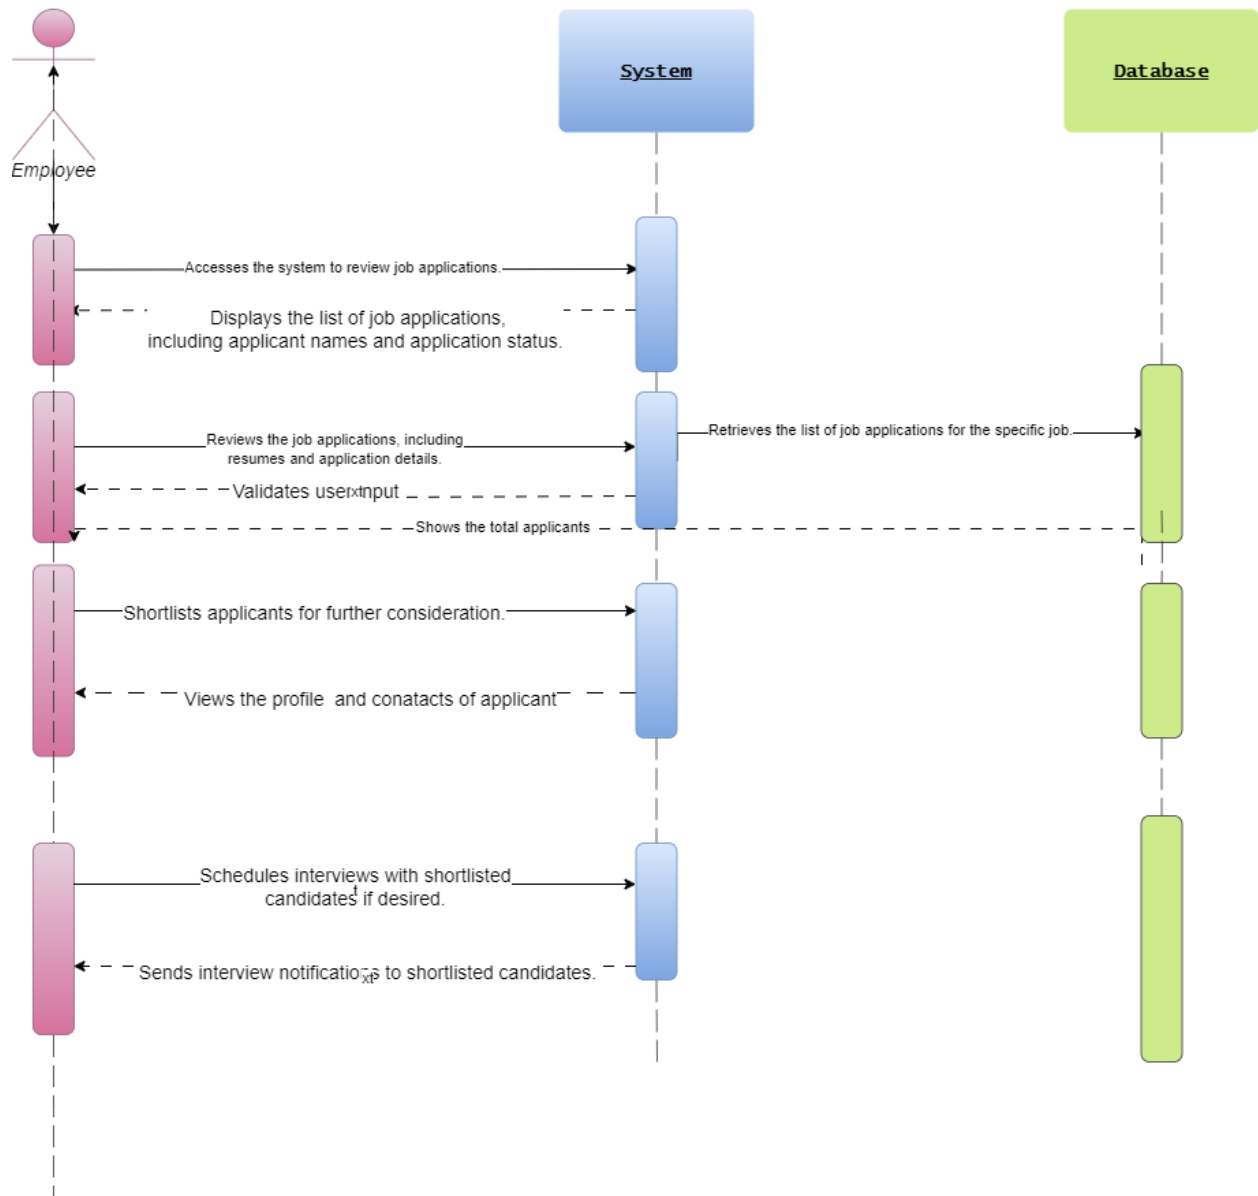 System
Database
Employee
Accesses the system to review job applications.
Displays the list of job applications,
including applicant names and application status.
Reviews the job applications, including
resumes and application details.
Retrieves the list of job applications for the specific job.
Validates user input
Shows the total applicants
Shortlists applicants for further consideration.
Views the profile and conatacts of applicant
Schedules interviews with shortlisted
candidates if desired.
Sends interview notifications to shortlisted candidates.